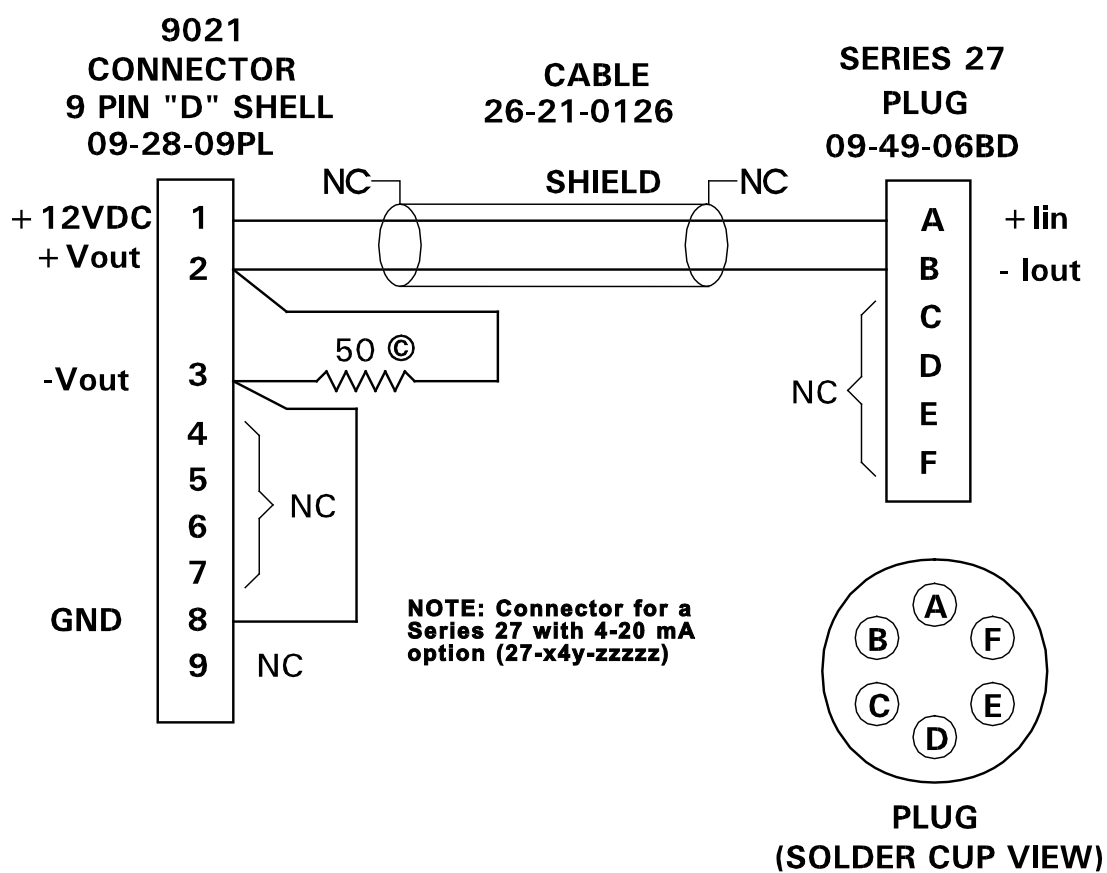 9021
CONNECTOR
9 PIN "D" SHELL
09-28-09PL
CABLE
26-21-0126
SERIES 27
PLUG
09-49-06BD
NC
SHIELD
NC
+12VDC
1
A
+Iin
+Vout
2
B
- Iout
C
50 ©
-Vout
3
D
NC
E
F
4
5
NC
6
7
GND
8
9
NC
NOTE: Connector for a
Series 27 with 4-20 mA
option (27-x4y-zzzzz)
A
B
F
C
E
D
PLUG
(SOLDER CUP VIEW)